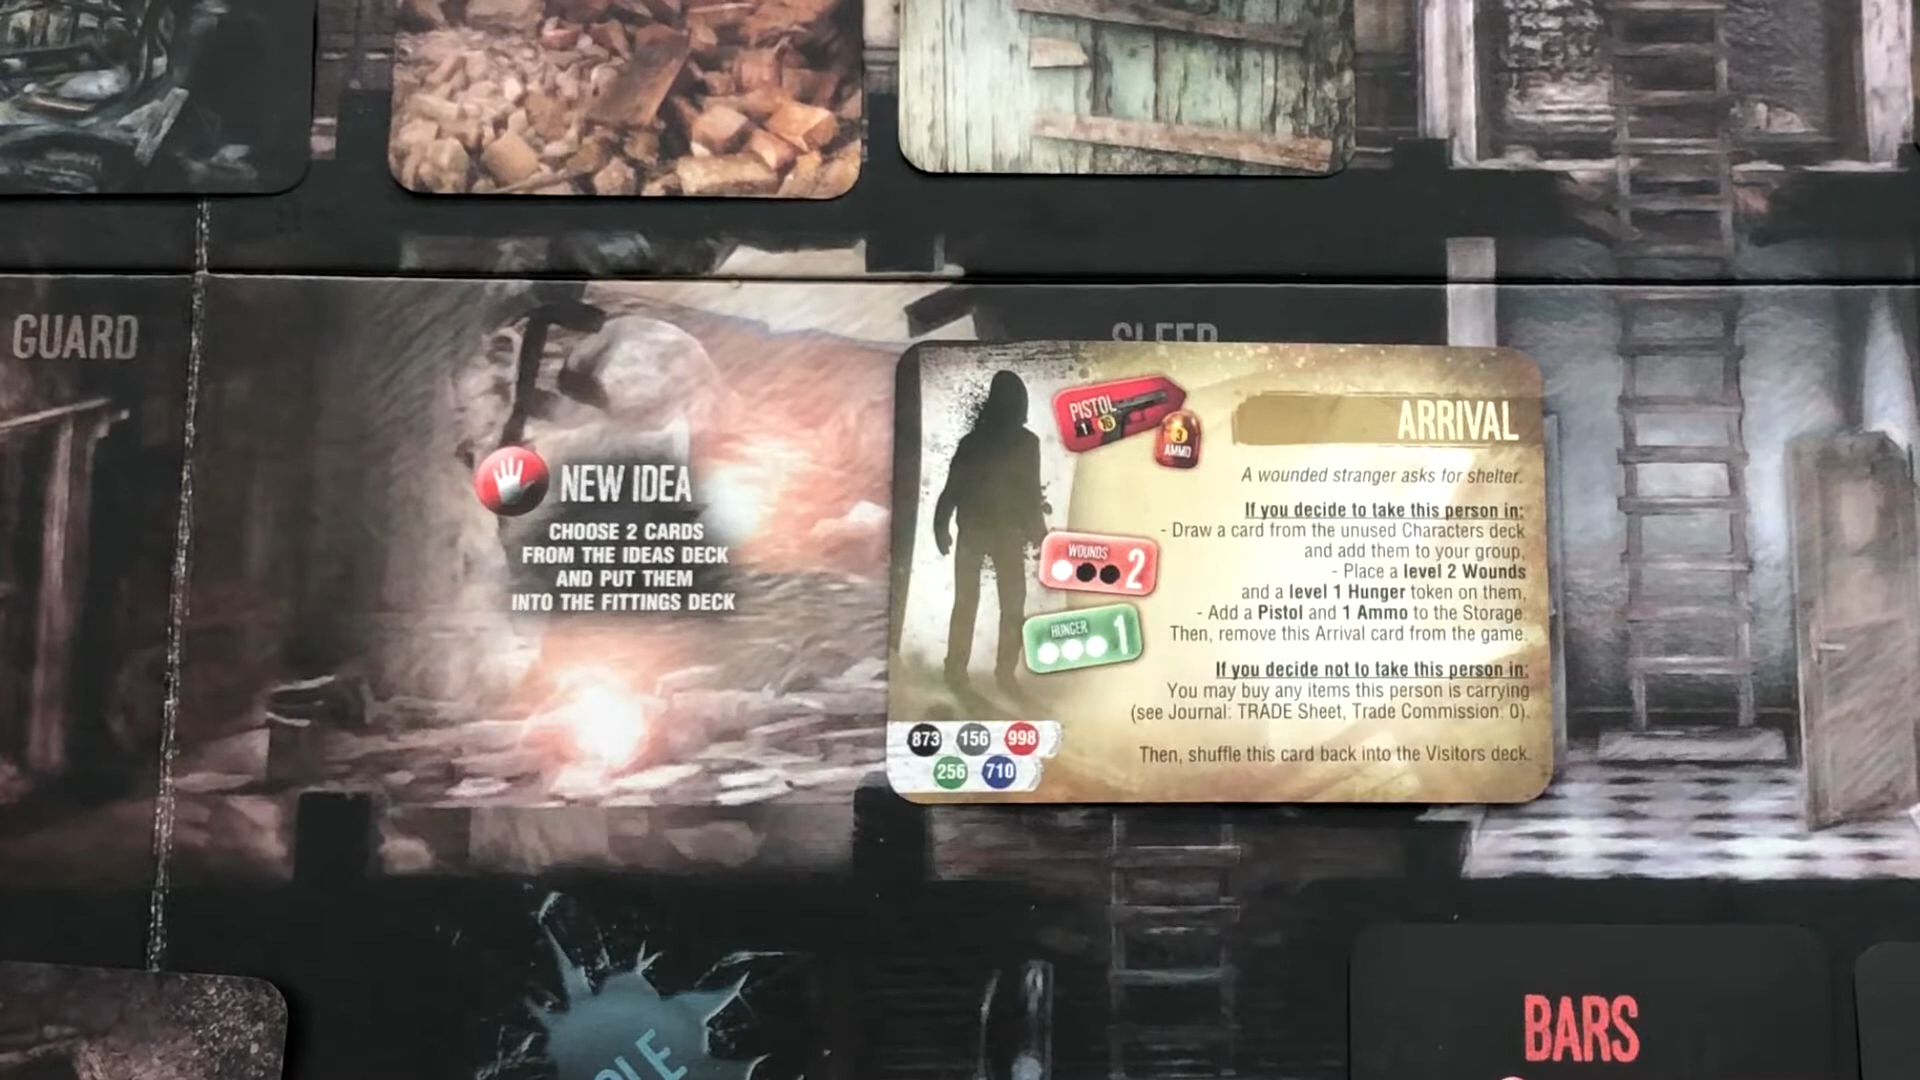 GUARD
SLEEP
NEW IDEA
CHOOSE 2 CARDS
FROM THE IDEAS DECK
AND PUT THEM
INTO THE FITTINGS DECK
PISTOL
1 16
3
AMMO
ARRIVAL
A wounded stranger asks for shelter.
If you decide to take this person in:
- Draw a card from the unused Characters deck
and add them to your group,
- Place a level 2 Wounds
and a level 1 Hunger token on them,
- Add a Pistol and 1 Ammo to the Storage.
Then, remove this Arrival card from the game.
WOUNDS
2
HUNGER
1
If you decide not to take this person in:
You may buy any items this person is carrying
(see Journal: TRADE Sheet, Trade Commission: 0).
Then, shuffle this card back into the Visitors deck.
873 156 998
256 710
BARS